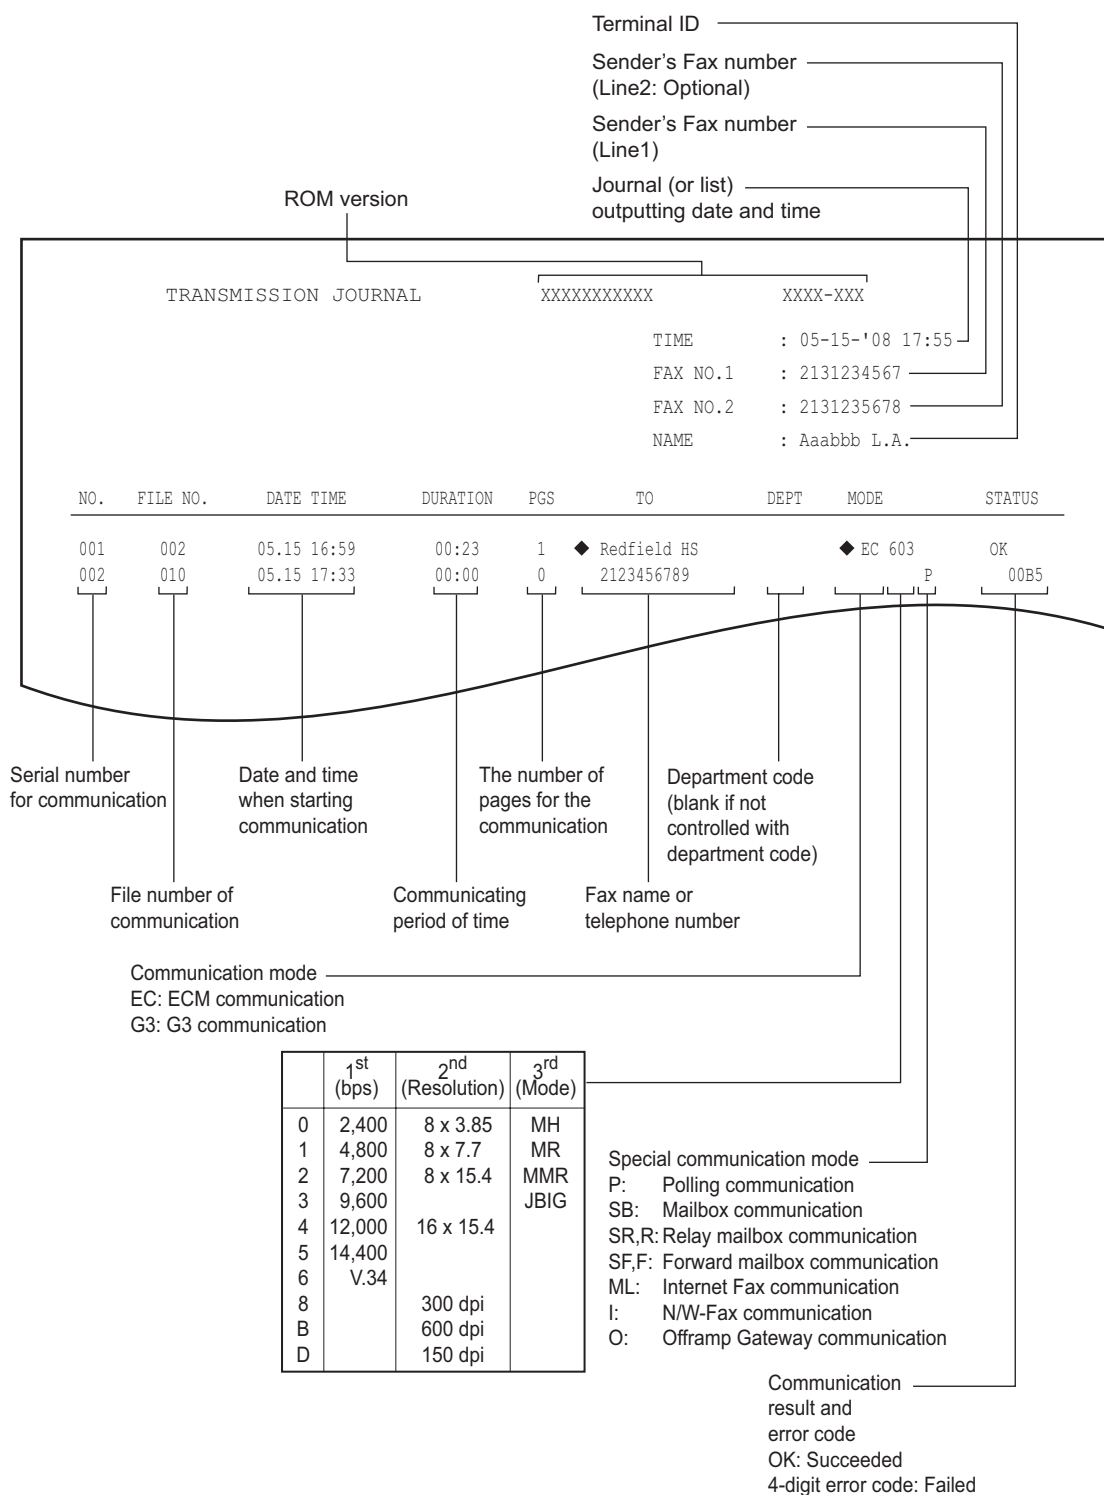 Terminal ID
Sender's Fax number
(Line2: Optional)
Sender's Fax number
(Line1)
Journal (or list)
outputting date and time
ROM version
TRANSMISSION JOURNAL XXXXXXXXXXX XXXX-XXX
TIME : 05-15-'08 17:55
FAX NO.1 : 2131234567
FAX NO.2 : 2131235678
NAME : Aaabbb L.A.
NO. FILE NO. DATE TIME DURATION PGS TO DEPT MODE STATUS
001 002 05.15 16:59 00:23 1 ◆ Redfield HS ◆ EC 603 OK
002 010 05.15 17:33 00:00 0 2123456789 P 00B5
Serial number
for communication
Date and time
when starting
communication
The number of
pages for the
communication
Department code
(blank if not
controlled with
department code)
File number of
communication
Communicating
period of time
Fax name or
telephone number
Communication mode
EC: ECM communication
G3: G3 communication
1st 2nd 3rd
(bps) (Resolution) (Mode)
0 2,400 8 x 3.85 MH
1 4,800 8 x 7.7 MR
2 7,200 8 x 15.4 MMR
3 9,600 JBIG
4 12,000 16 x 15.4
5 14,400
6 V.34
8 300 dpi
B 600 dpi
D 150 dpi
Special communication mode
P: Polling communication
SB: Mailbox communication
SR,R: Relay mailbox communication
SF,F: Forward mailbox communication
ML: Internet Fax communication
I: N/W-Fax communication
O: Offramp Gateway communication
Communication
result and
error code
OK: Succeeded
4-digit error code: Failed